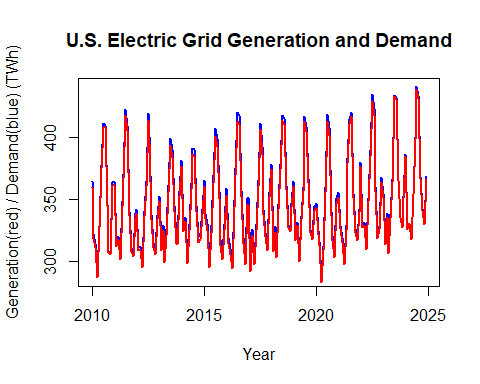 U.S. Electric Grid Generation and Demand
Generation(red) / Demand(blue) (TWh)
400
350
300
2010
2015
2020
2025
Year